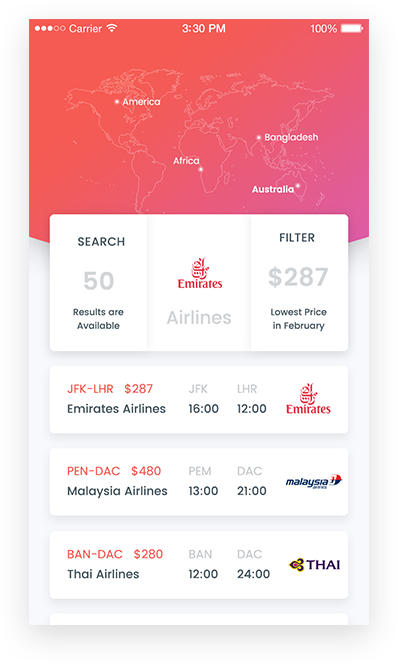 Carrier 3:30 PM 100%
America
Bangladesh
Africa
Australia
SEARCH
50
Results are
Available
Emirates
Airlines
FILTER
$287
Lowest Price
in February
JFK-LHR $287 JFK LHR
Emirates Airlines 16:00 12:00
Emirates
PEN-DAC $480 PEM DAC
Malaysia Airlines 13:00 21:00
malaysia
airlines
BAN-DAC $280 BAN DAC
Thai Airlines 12:00 24:00
THAI